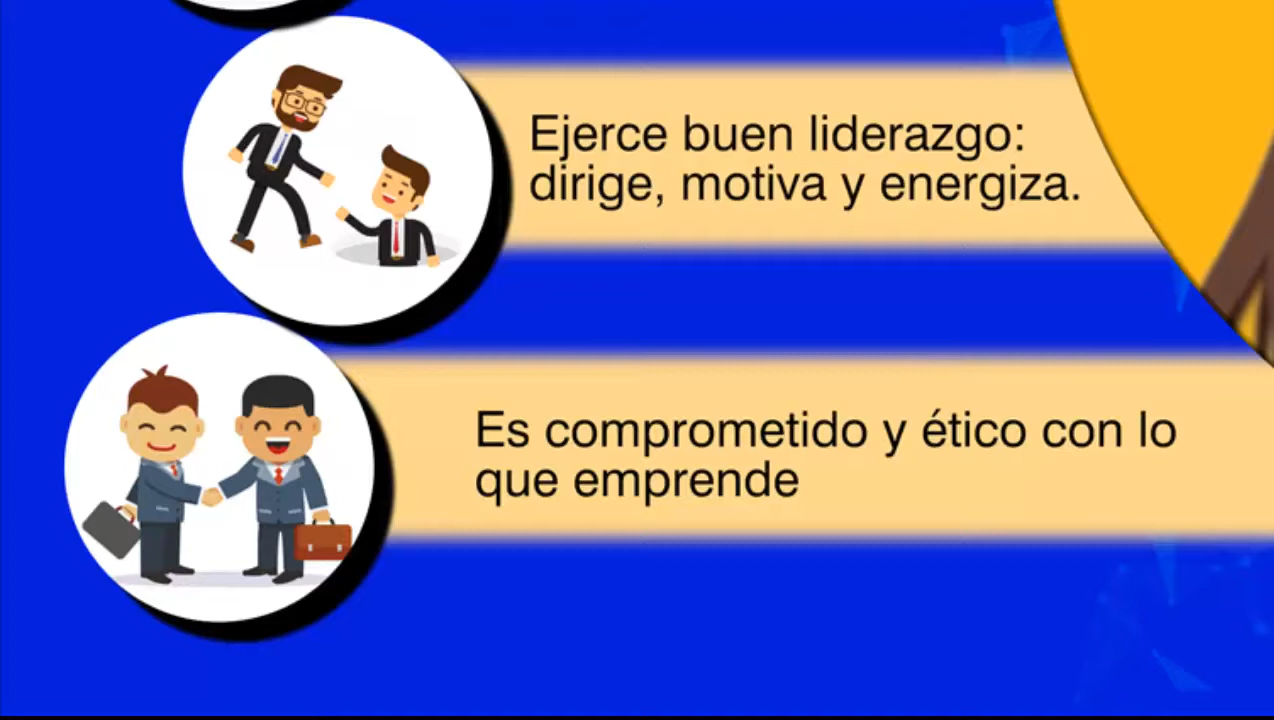 Ejerce buen liderazgo:
dirige, motiva y energiza.
Es comprometido y ético con lo
que emprende